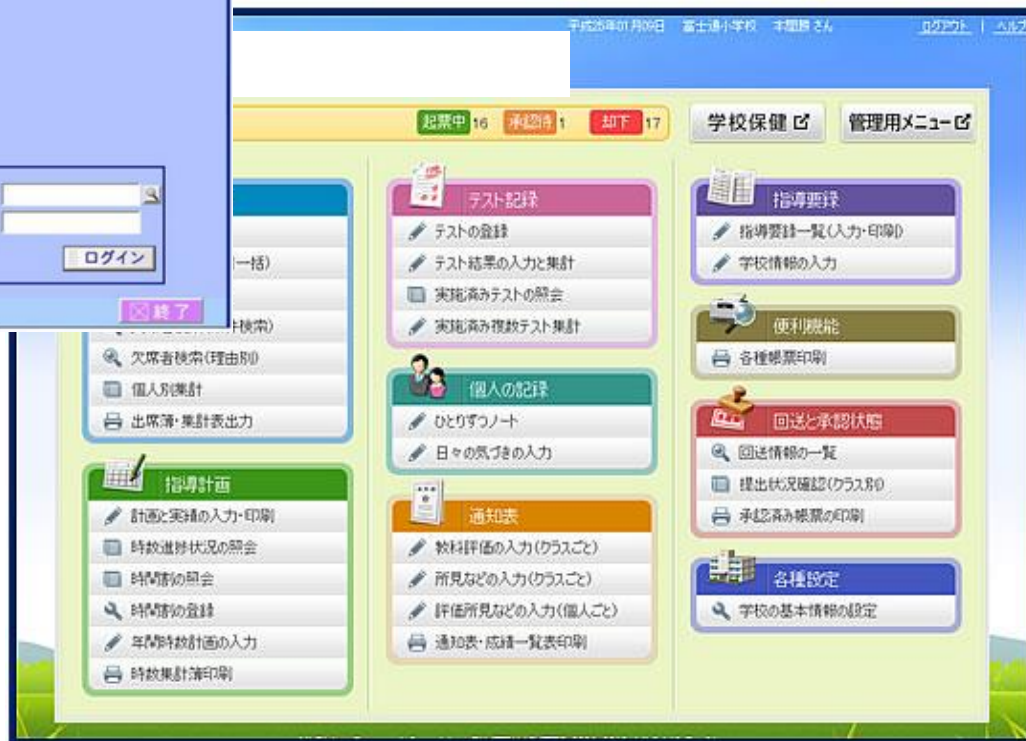 平成25年01月09日 富士通小学校 本間勝 さん ログアウト | ヘルプ
起票中 16 承認待 1 却下 17
学校保健
管理用メニュー
ログイン
終了
一括)
検索)
欠席者検索(理由別)
個人別集計
出席簿・集計表出力
指導計画
計画と実績の入力・印刷
時数進捗状況の照会
時間割の照会
時間割の登録
年間時数計画の入力
時数集計簿印刷
テスト記録
テストの登録
テスト結果の入力と集計
実施済みテストの照会
実施済み複数テスト集計
個人の記録
ひとりずつノート
日々の気づきの入力
通知表
教科評価の入力(クラスごと)
所見などの入力(クラスごと)
評価所見などの入力(個人ごと)
通知表・成績一覧表印刷
指導要録
指導要録一覧(入力・印刷)
学校情報の入力
便利機能
各種帳票印刷
回送と承認状態
回送情報の一覧
提出状況確認(クラス別)
承認済み帳票の印刷
各種設定
学校の基本情報の設定